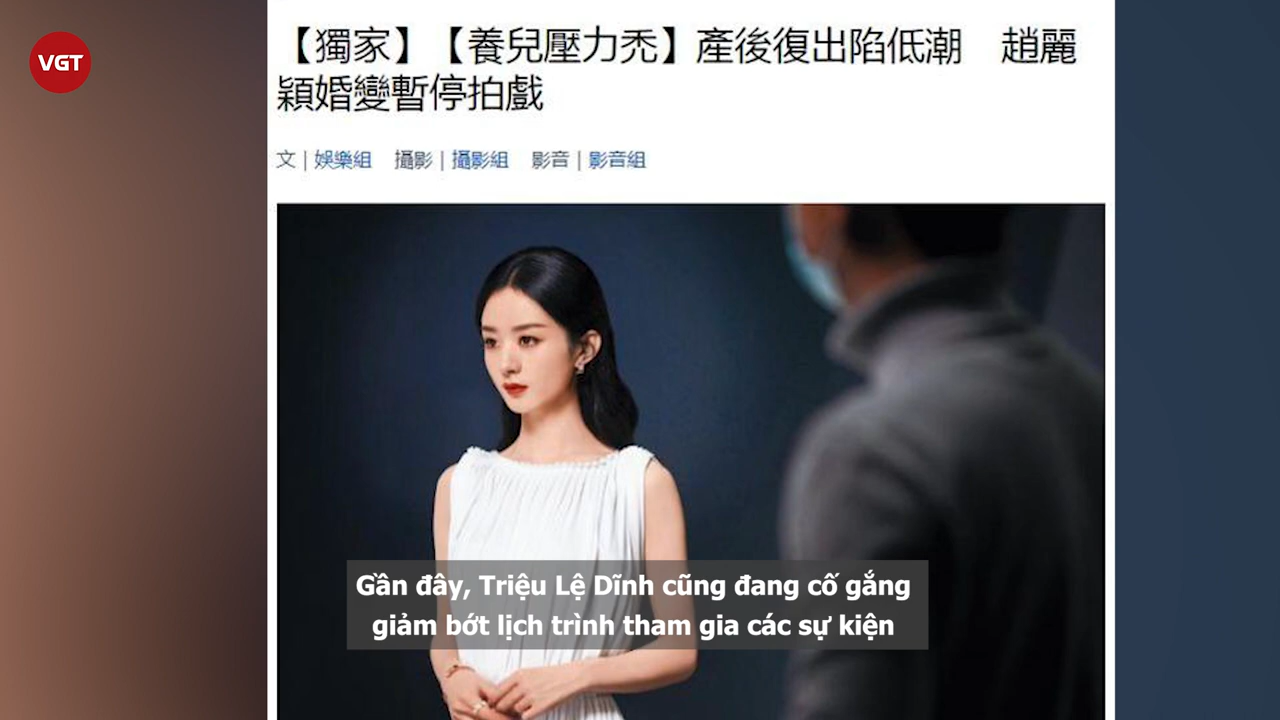 VGT
【獨家】【養兒壓力禿】產後復出陷低潮　趙麗
穎婚變暫停拍戲
文｜娛樂組　攝影｜攝影組　影音｜影音組
Gần đây, Triệu Lệ Dĩnh cũng đang cố gắng
giảm bớt lịch trình tham gia các sự kiện